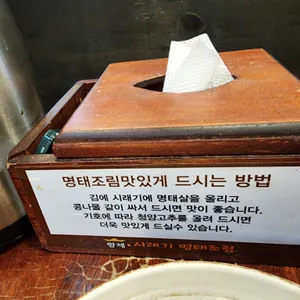 명태조림맛있게 드시는 방법
김에 시래기에 명태살을 올리고
콩나물 같이 싸서 드시면 맛이 좋습니다.
기호에 따라 청양고추를 올려 드시면
더욱 맛있게 드실수 있습니다.
황제 시래기 명태조림